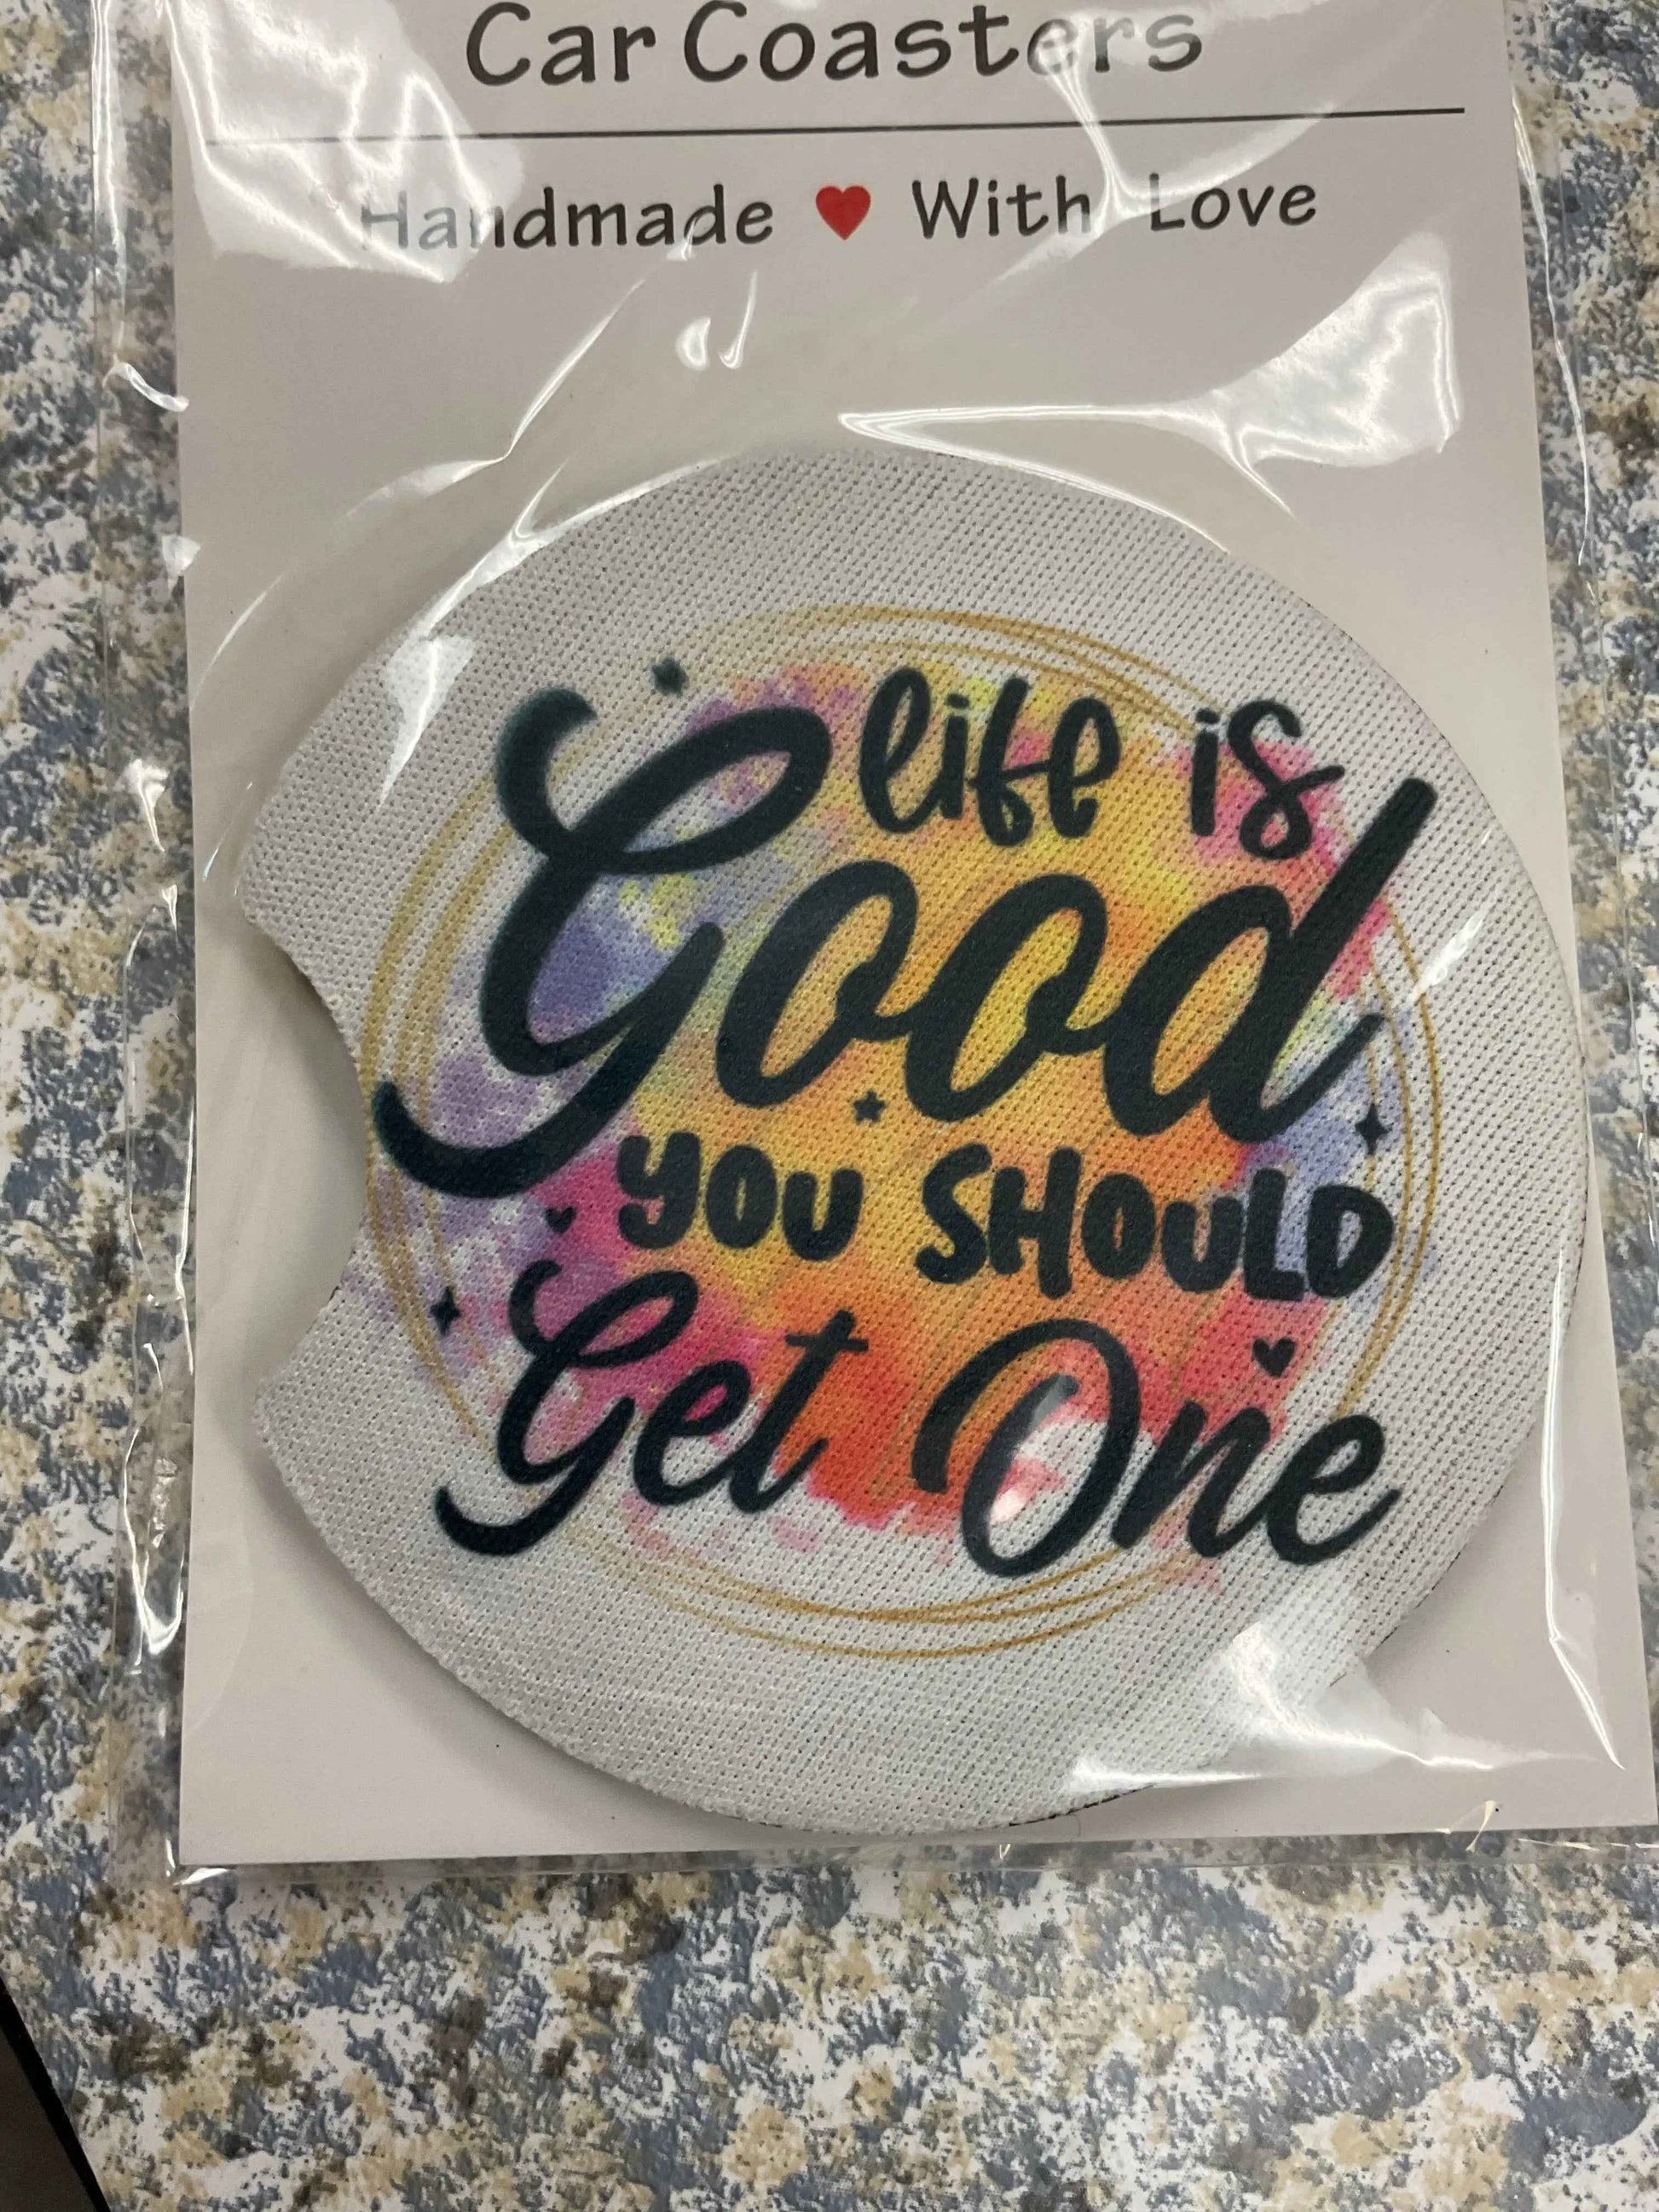 Car Coasters
Handmade ❤ With Love
life is
Good
you SHOULD
Get One